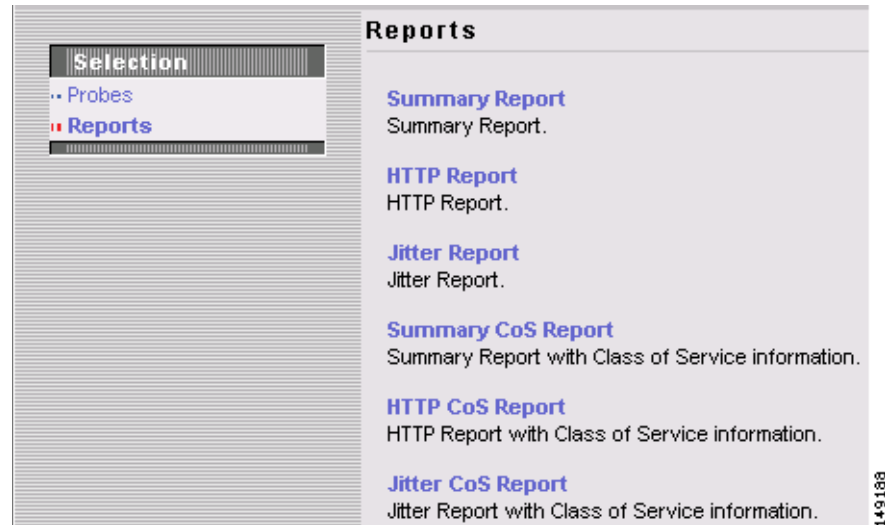 Reports
Selection
Probes
Reports
Summary Report
Summary Report.
HTTP Report
HTTP Report.
Jitter Report
Jitter Report.
Summary CoS Report
Summary Report with Class of Service information.
HTTP CoS Report
HTTP Report with Class of Service information.
Jitter CoS Report
Jitter Report with Class of Service information.
149188